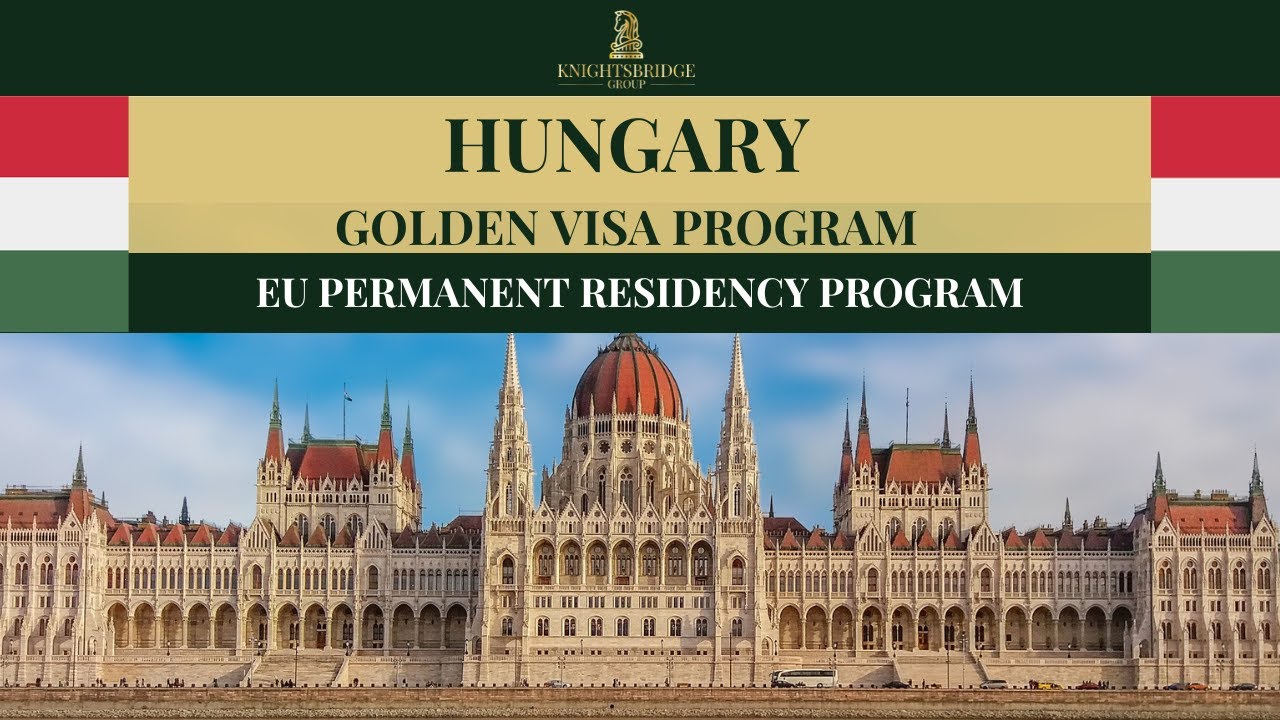 KNIGHTSBRIDGE
GROUP
HUNGARY
GOLDEN VISA PROGRAM
EU PERMANENT RESIDENCY PROGRAM